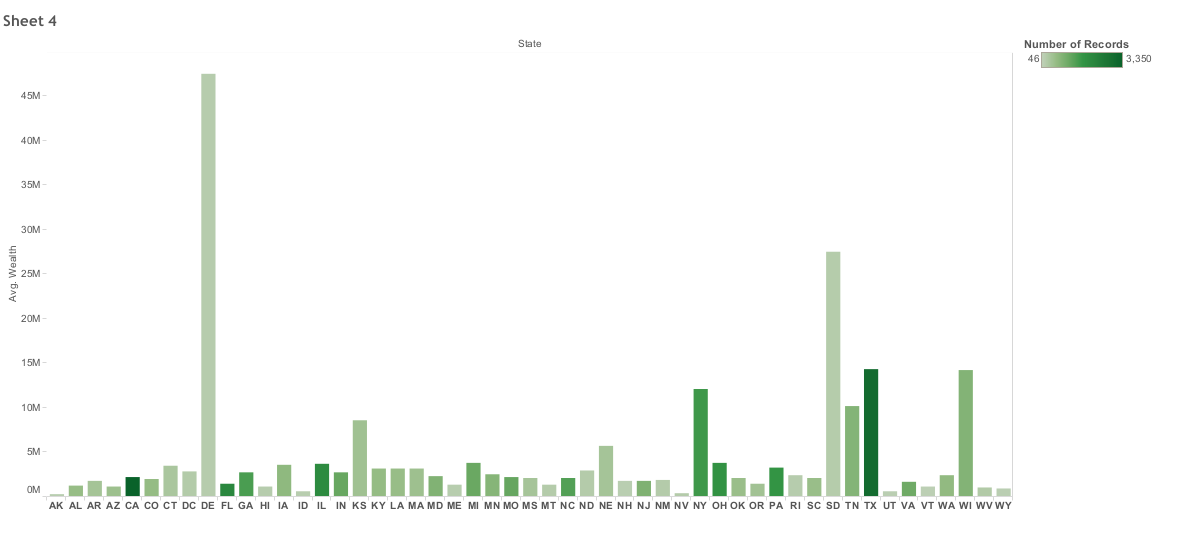 Sheet 4
State
Number of Records
46 3,350
45M
40M
35M
30M
Avg. Wealth
25M
20M
15M
10M
5M
0M
AK AL AR AZ CA CO CT DC DE FL GA HI IA ID IL IN KS KY LA MA MD ME MI MN MO MS MT NC ND NE NH NJ NM NV NY OH OK OR PA RI SC SD TN TX UT VA VT WA WI WV WY